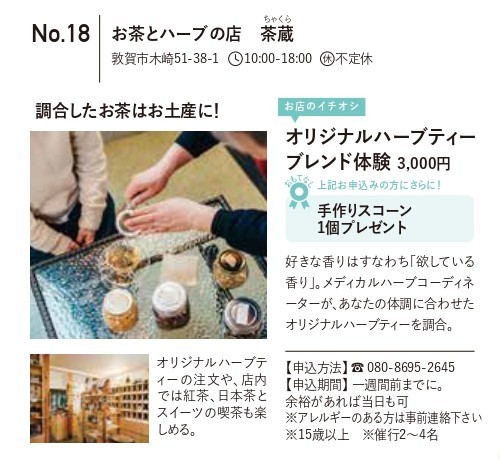 No.18
お茶とハーブの店 茶蔵
ちゃくら
敦賀市木崎51-38-1 10:00-18:00 休不定休
調合したお茶はお土産に!
お店のイチオシ
オリジナルハーブティー
ブレンド体験 3,000円
おもてなし
上記お申込みの方にさらに!
手作りスコーン
1個プレゼント
好きな香りはすなわち「欲している
香り」。メディカルハーブコーディネ
ーターが、あなたの体調に合わせた
オリジナルハーブティーを調合。
オリジナルハーブテ
ィーの注文や、店内
では紅茶、日本茶と
スイーツの喫茶も楽
しめる。
【申込方法】☎080-8695-2645
【申込期間】一週間前までに。
余裕があれば当日も可
※アレルギーのある方は事前連絡下さい
※15歳以上 ※催行2～4名